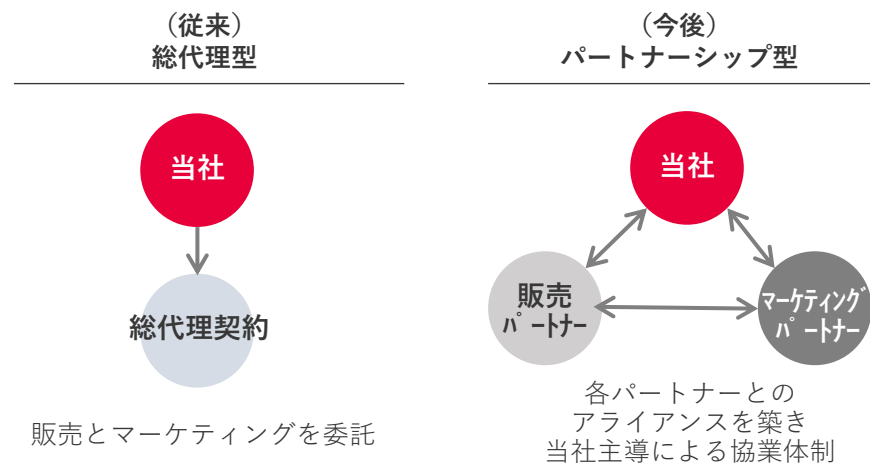 （従来）
総代理型
当社
総代理契約
販売とマーケティングを委託
（今後）
パートナーシップ型
当社
販売
ﾊﾟｰﾄﾅｰ
ﾏｰｹﾃｨﾝｸﾞ
ﾊﾟｰﾄﾅｰ
各パートナーとの
アライアンスを築き
当社主導による協業体制